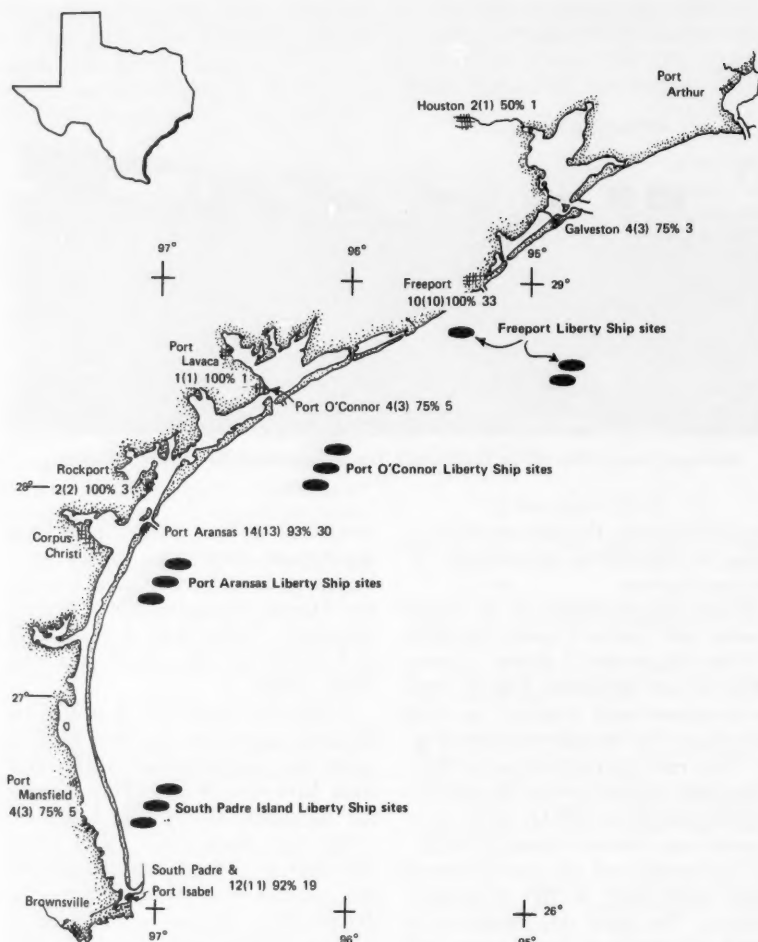 Port
Arthur
Houston 2(1) 50% 1
Galveston 4(3) 75% 3
97°
96°
95°
29°
Freeport
10(10)100% 33
Freeport Liberty Ship sites
Port
Lavaca
1(1) 100% 1
Port O'Connor 4(3) 75% 5
Rockport
2(2) 100% 3
Port O'Connor Liberty Ship sites
28°
Corpus
Christi
Port Aransas 14(13) 93% 30
Port Aransas Liberty Ship sites
27°
Port
Mansfield
4(3) 75% 5
South Padre Island Liberty Ship sites
South Padre &
Port Isabel 12(11) 92% 19
Brownsville
26°
97°
96°
95°